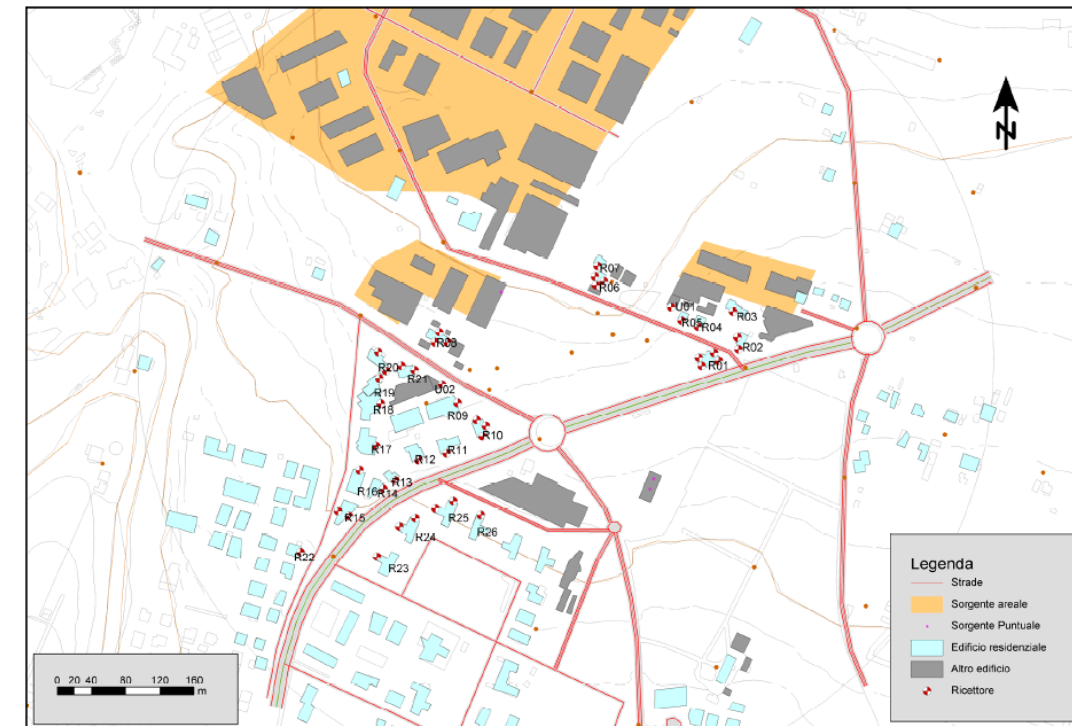 N
R07
R06
U01
R03
R05
R04
R02
R01
R08
R20
R21
U02
R19
R18
R09
R10
R17
R11
R12
R13
R16
R14
R15
R25
R24
R26
R22
R23
Legenda
Strade
Sorgente areale
Sorgente Puntuale
Edificio residenziale
Altro edificio
Ricettore
0 20 40 80 120 160
m